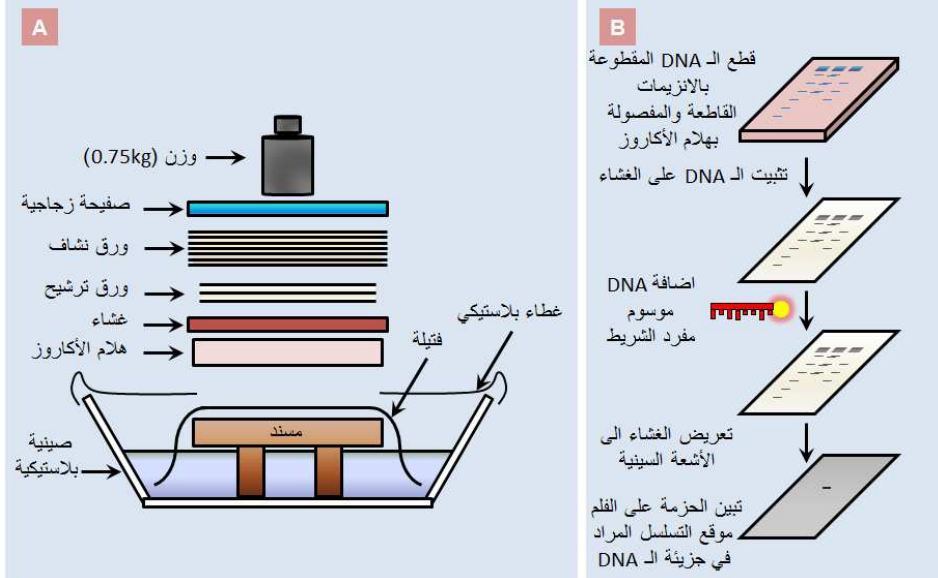 A
وزن (0.75kg)
صفيحة زجاجية
ورق نشاف
ورق ترشيح
غشاء
هلام الأكاروز
فتيلة
غطاء بلاستيكي
مسند
صينية
بلاستيكية
B
قطع الـ DNA المقطوعة
بالانزيمات
القاطعة والمفصولة
بهلام الأكاروز
تثبيت الـ DNA على الغشاء
اضافة DNA
موسوم
مفرد الشريط
تعريض الغشاء الى
الأشعة السينية
تبين الحزمة على الفلم
موقع التسلسل المراد
في جزيئة الـ DNA